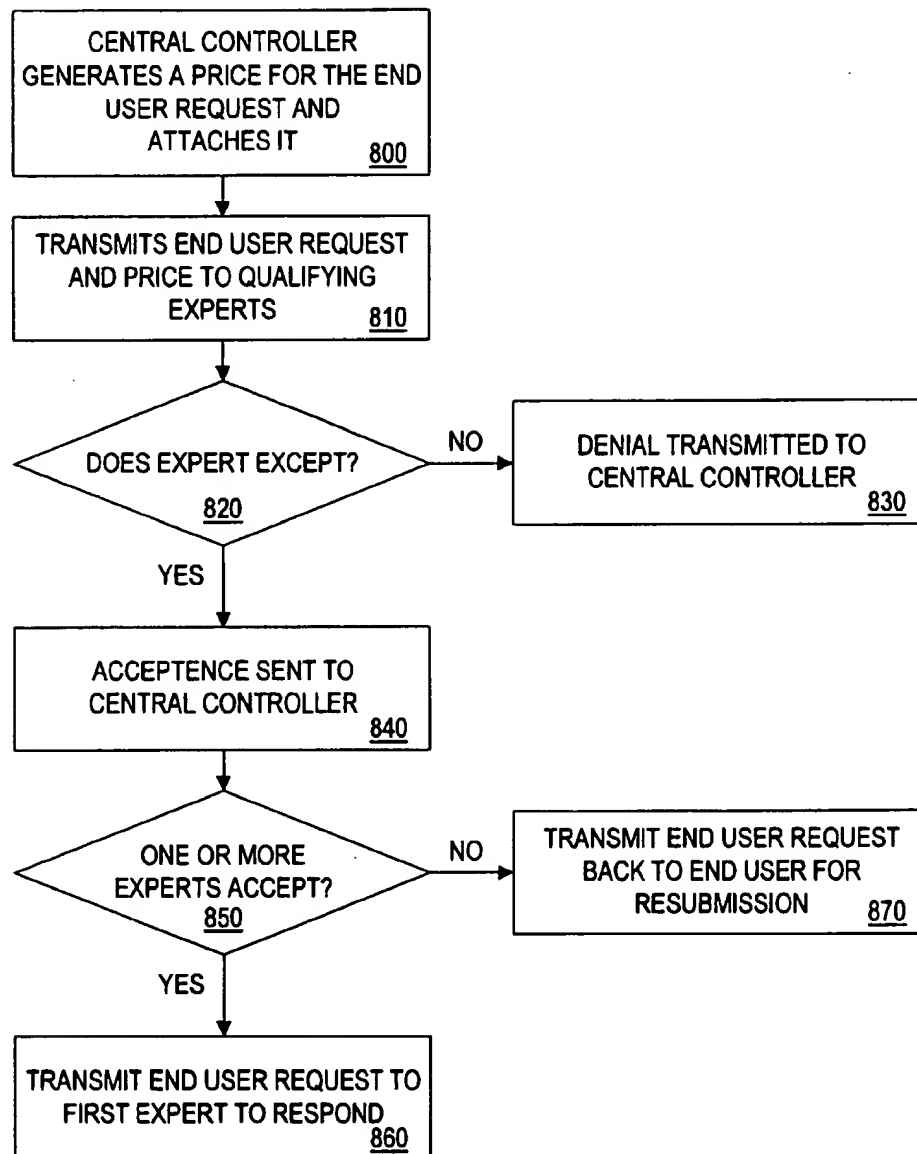 CENTRAL CONTROLLER
GENERATES A PRICE FOR THE END
USER REQUEST AND
ATTACHES IT
800
TRANSMITS END USER REQUEST
AND PRICE TO QUALIFYING
EXPERTS
810
DOES EXPERT EXCEPT?
820
NO
DENIAL TRANSMITTED TO
CENTRAL CONTROLLER
830
YES
ACCEPTENCE SENT TO
CENTRAL CONTROLLER
840
ONE OR MORE
EXPERTS ACCEPT?
850
NO
TRANSMIT END USER REQUEST
BACK TO END USER FOR
RESUBMISSION
870
YES
TRANSMIT END USER REQUEST TO
FIRST EXPERT TO RESPOND
860